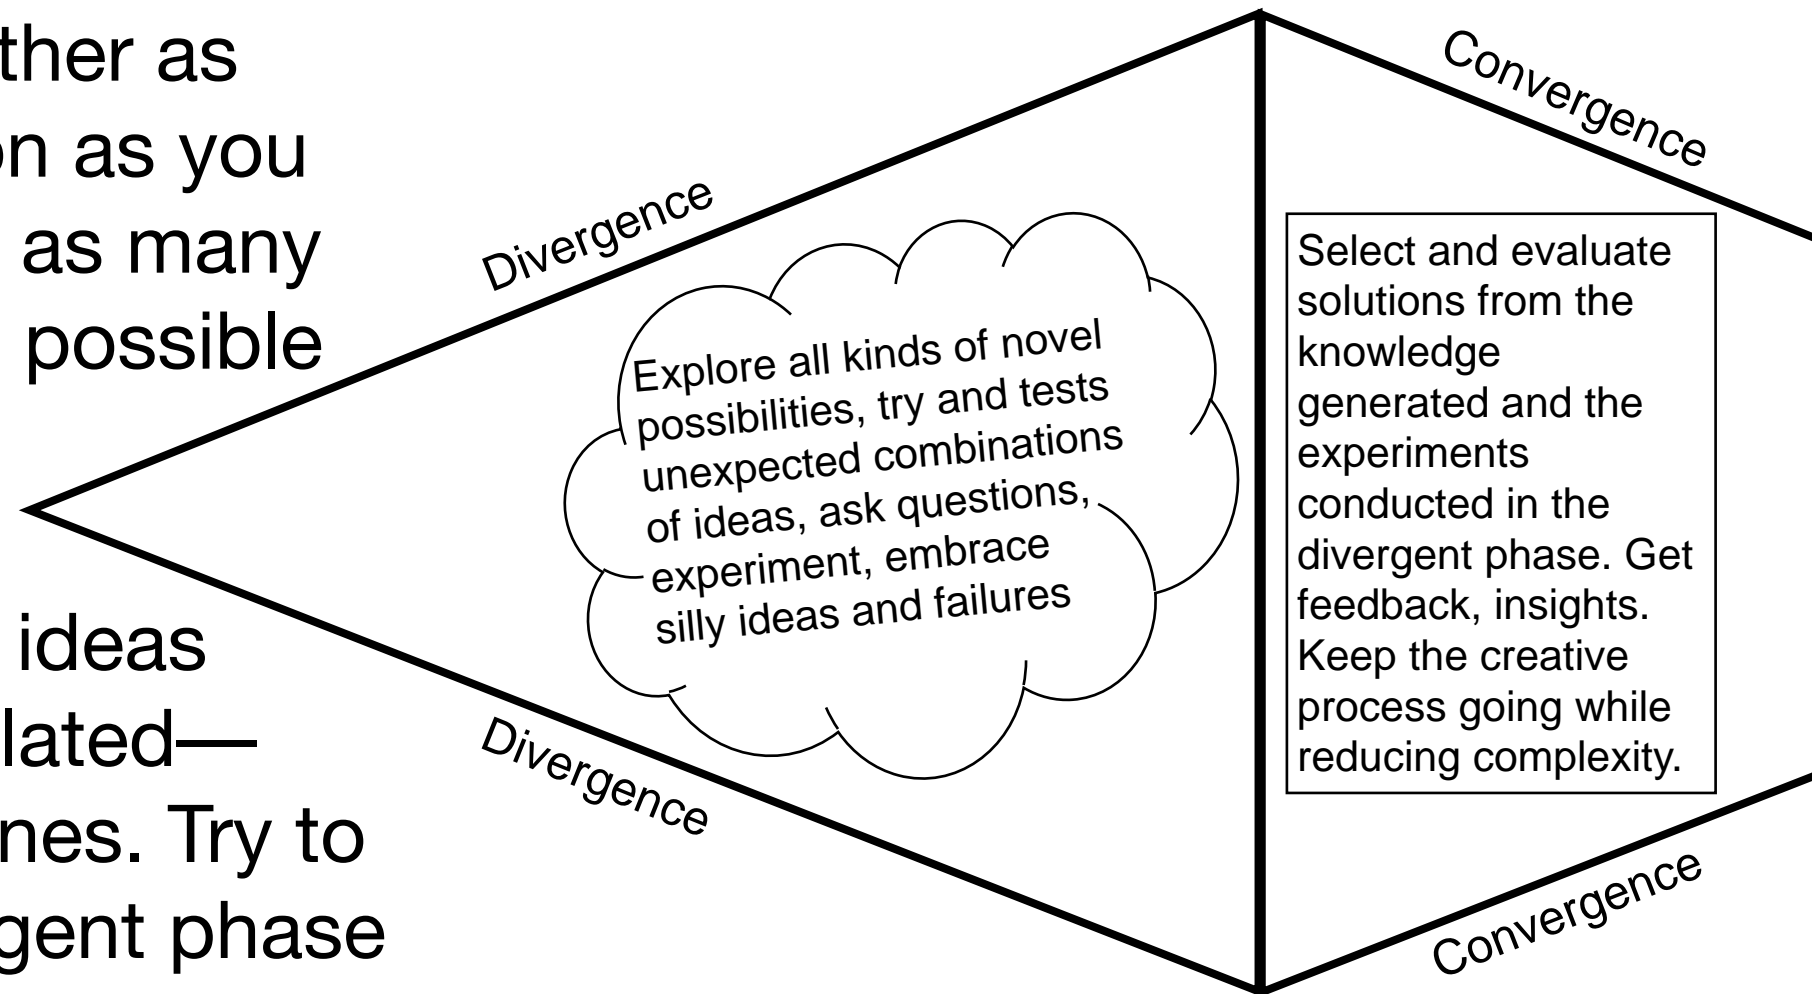 ther as
on as you
as many
possible
ideas
lated—
nes. Try to
gent phase
Divergence
Explore all kinds of novel
possibilities, try and tests
unexpected combinations
of ideas, ask questions,
experiment, embrace
silly ideas and failures
Divergence
Convergence
Select and evaluate
solutions from the
knowledge
generated and the
experiments
conducted in the
divergent phase. Get
feedback, insights.
Keep the creative
process going while
reducing complexity.
Convergence